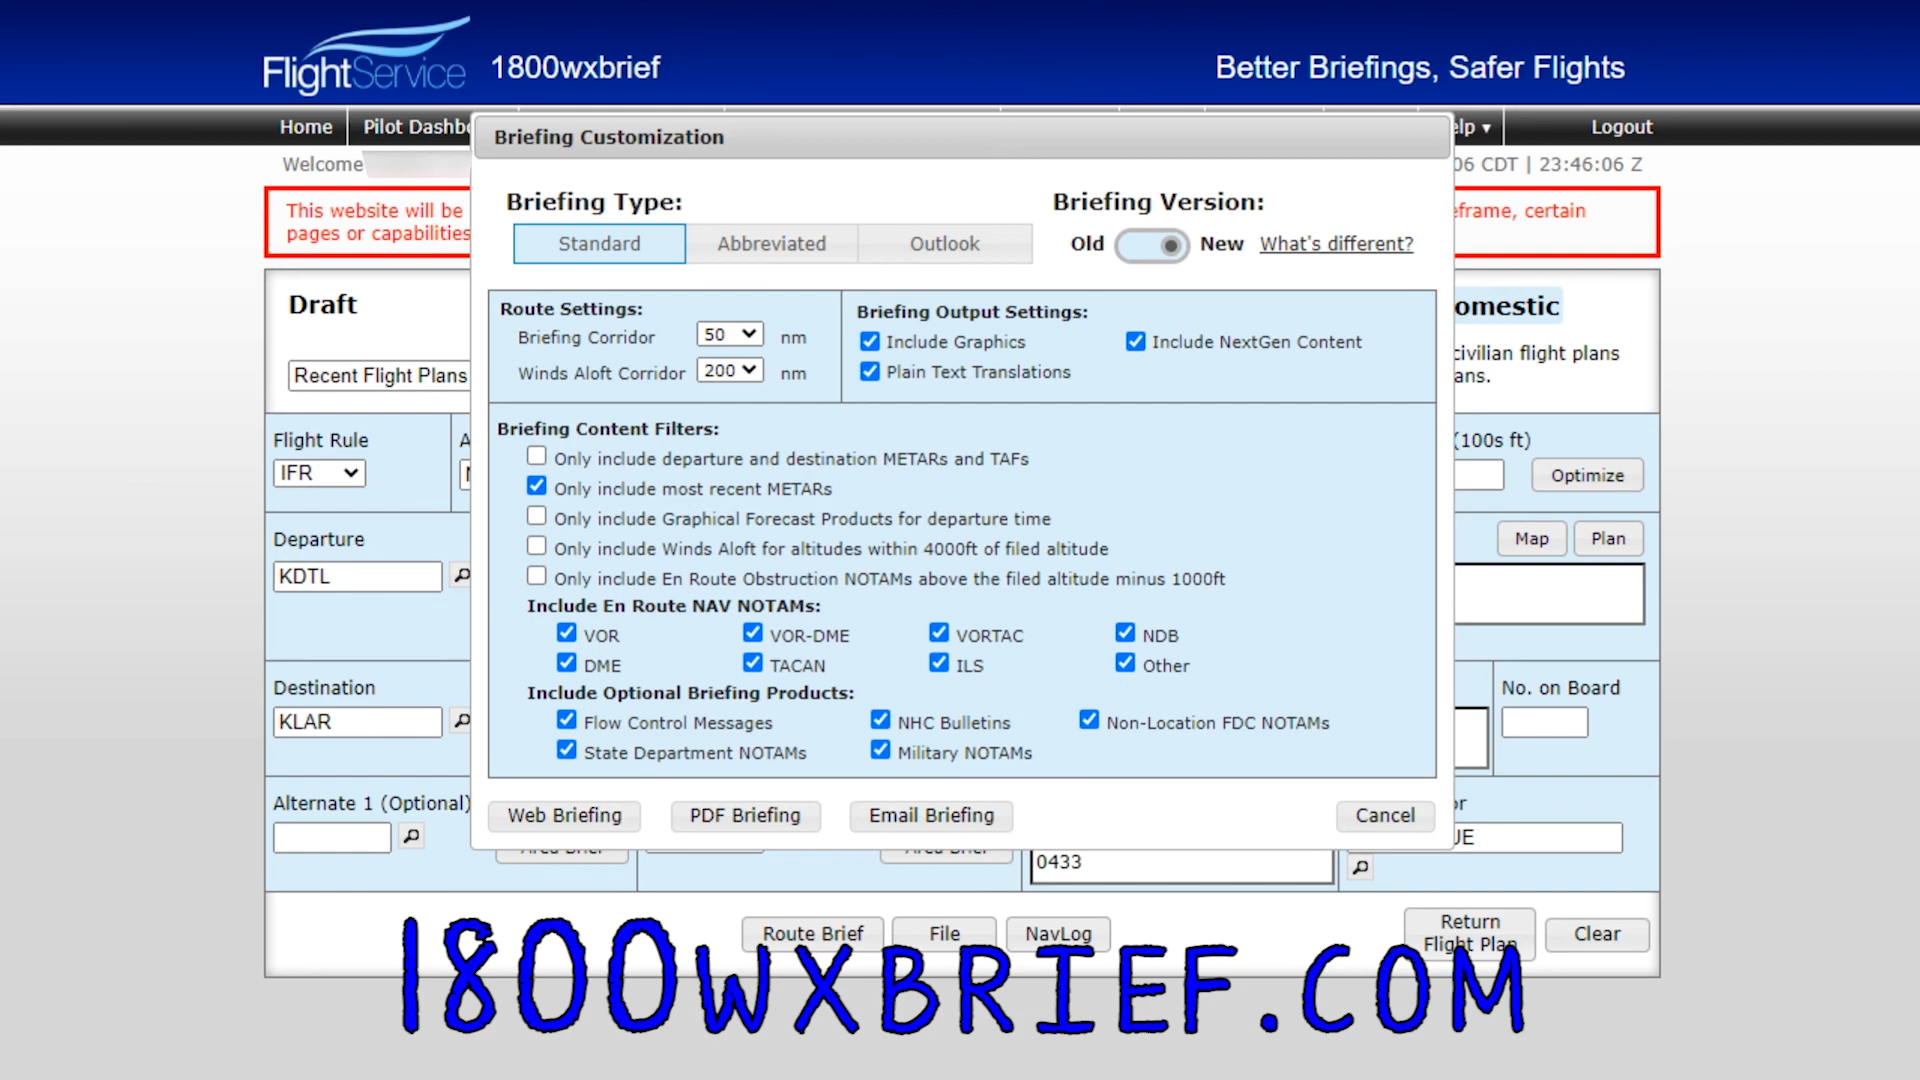 FlightService 1800wxbrief Better Briefings, Safer Flights
Home Pilot Dashbo elp ▾ Logout
Briefing Customization
Welcome 06 CDT | 23:46:06 Z
This website will be eframe, certain
pages or capabilities
Briefing Type: Briefing Version:
Standard Abbreviated Outlook Old New What's different?
Draft omestic
Route Settings: Briefing Output Settings:
Briefing Corridor 50 nm Include Graphics Include NextGen Content
Winds Aloft Corridor 200 nm Plain Text Translations
civilian flight plans
ans.
Recent Flight Plans
Briefing Content Filters:
Only include departure and destination METARs and TAFs
Only include most recent METARs
Only include Graphical Forecast Products for departure time
Only include Winds Aloft for altitudes within 4000ft of filed altitude
Only include En Route Obstruction NOTAMs above the filed altitude minus 1000ft
Include En Route NAV NOTAMs:
VOR VOR-DME VORTAC NDB
DME TACAN ILS Other
Include Optional Briefing Products:
Flow Control Messages NHC Bulletins Non-Location FDC NOTAMs
State Department NOTAMs Military NOTAMs
Web Briefing PDF Briefing Email Briefing Cancel
Flight Rule (100s ft)
IFR Optimize
Departure Map Plan
KDTL
Destination No. on Board
KLAR
Alternate 1 (Optional) or
UE
Area Brief Area Brief
0433
Route Brief File NavLog Return Flight Plan Clear
1800wxbrief.com